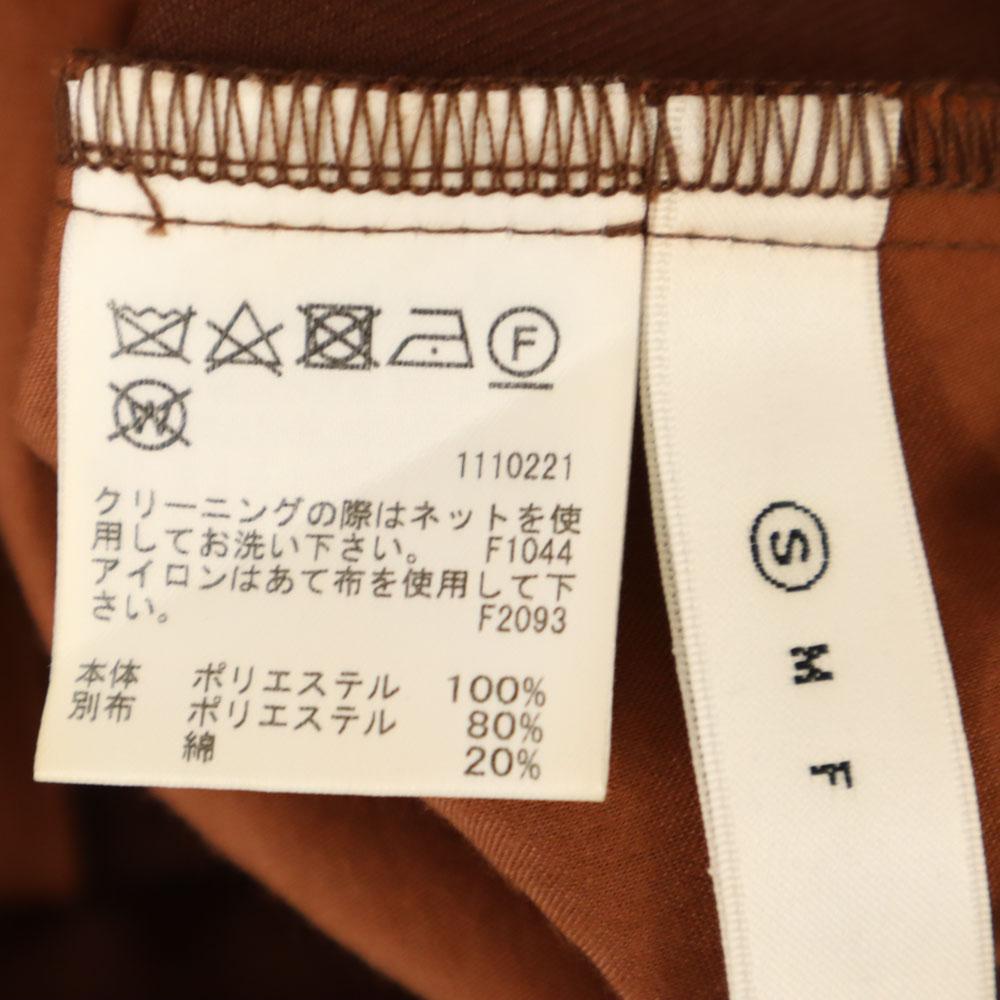 F
W
1110221
クリーニングの際はネットを使
用してお洗い下さい。 F1044
アイロンはあて布を使用して下
さい。 F2093
本体 ポリエステル 100%
別布 ポリエステル 80%
綿 20%
S M F